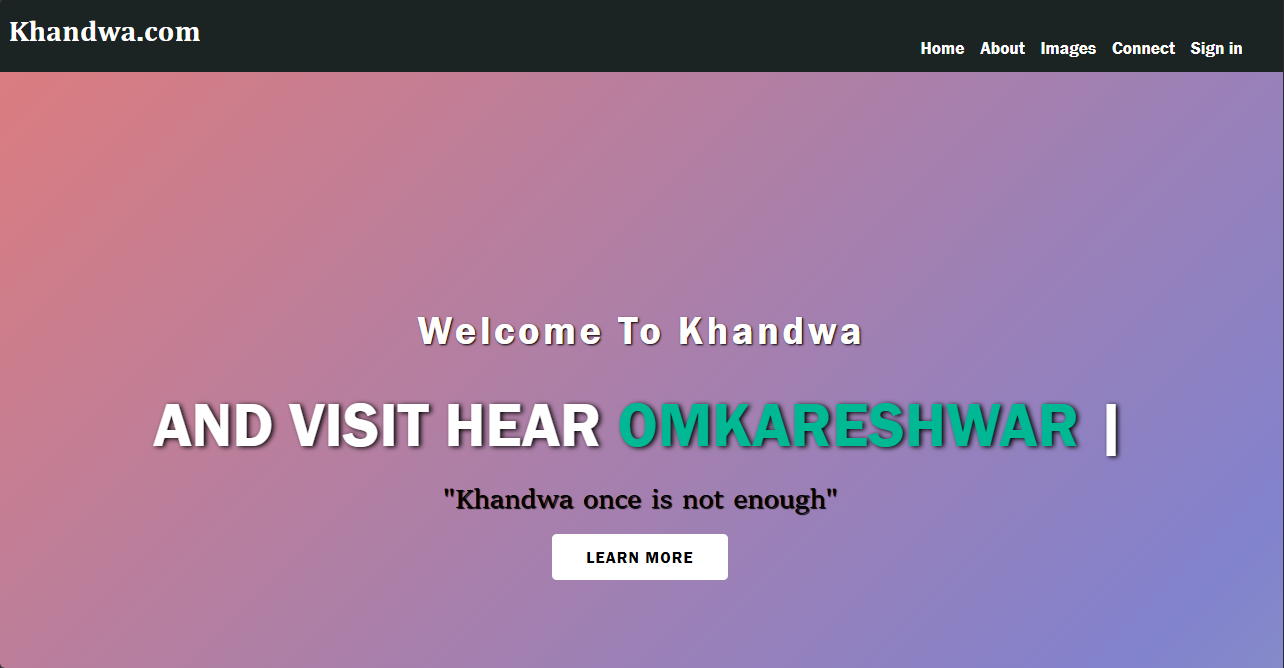 Khandwa.com
Home About Images Connect Sign in
Welcome To Khandwa
AND VISIT HEAR OMKARESHWAR |
"Khandwa once is not enough"
LEARN MORE